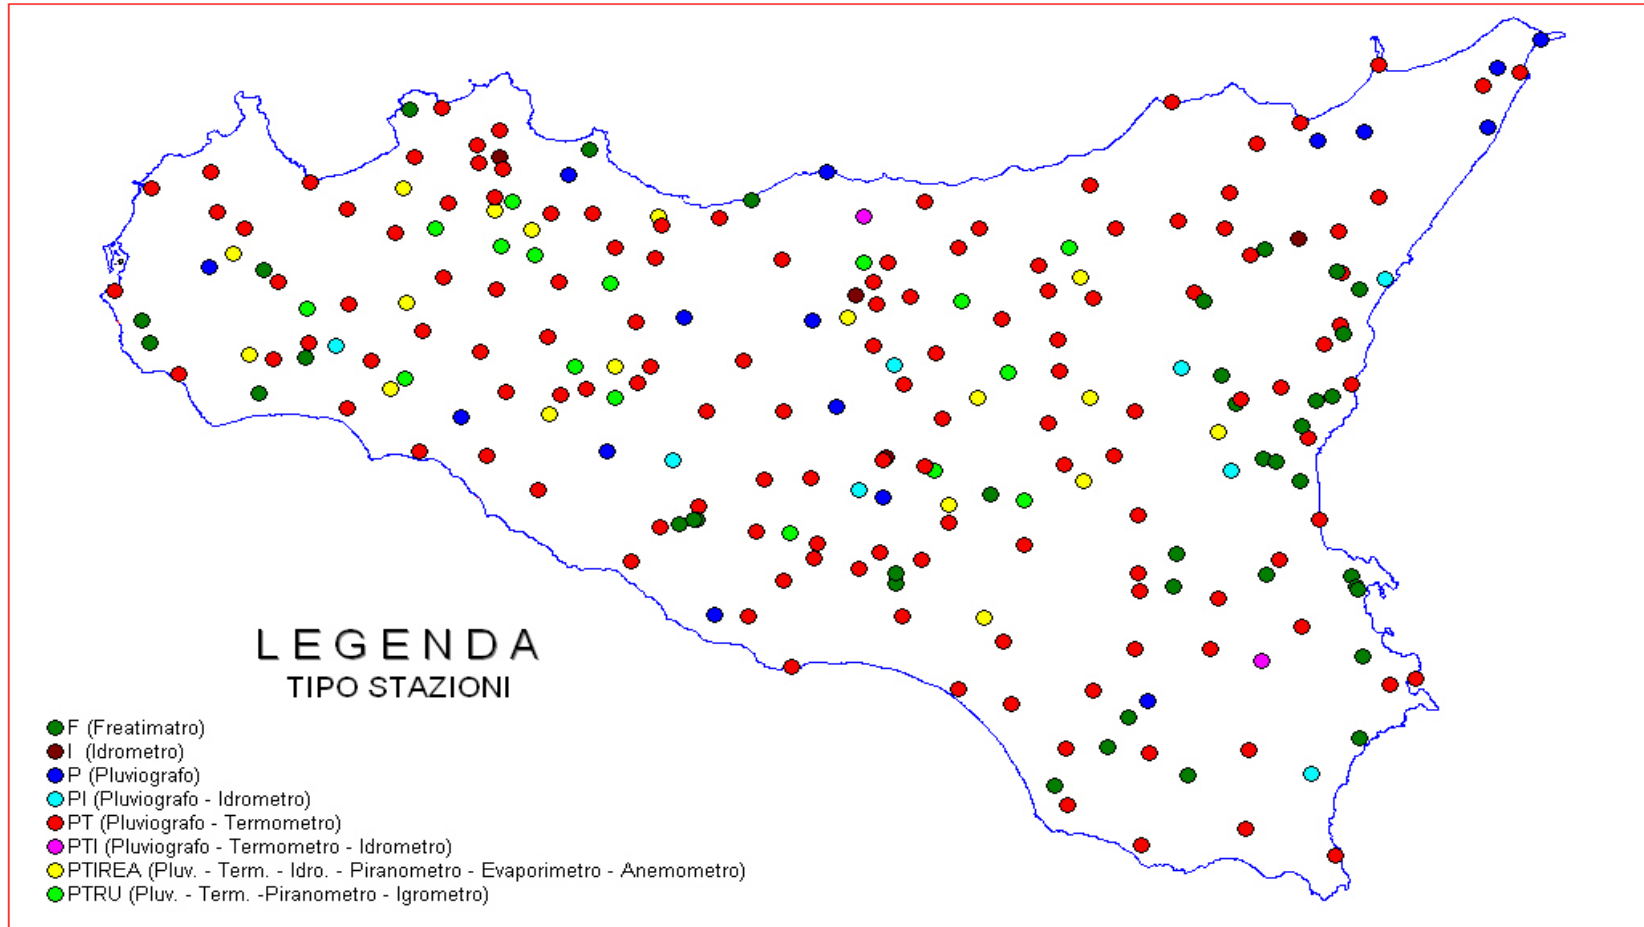 LEGENDA
TIPO STAZIONI
F (Freatimatro)
I (Idrometro)
P (Pluviografo)
PI (Pluviografo - Idrometro)
PT (Pluviografo - Termometro)
PTI (Pluviografo - Termometro - Idrometro)
PTIREA (Pluv. - Term. - Idro. - Piranometro - Evaporimetro - Anemometro)
PTRU (Pluv. - Term. -Piranometro - Igrometro)